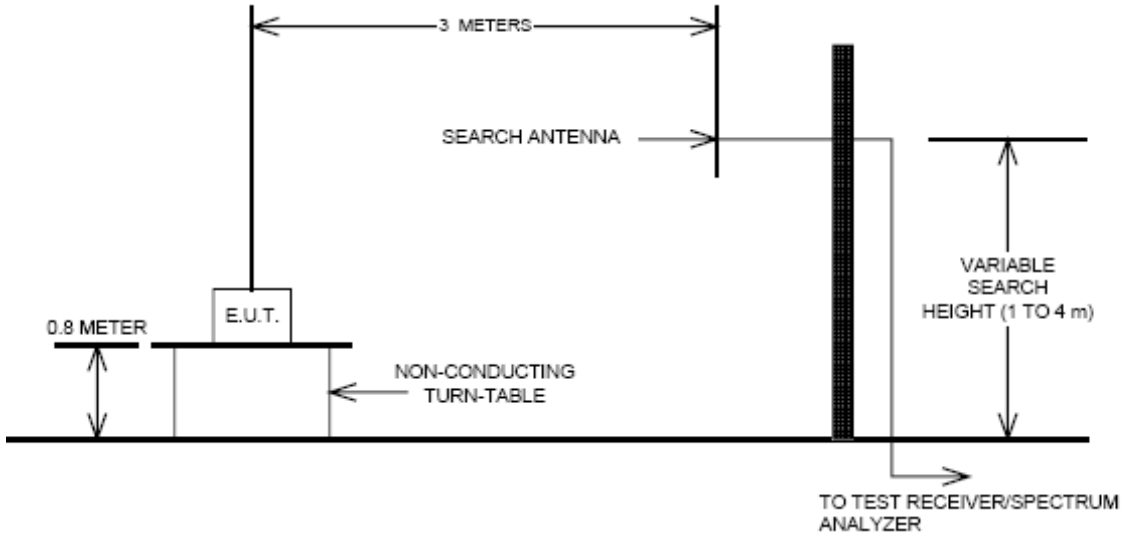 3 METERS
SEARCH ANTENNA
VARIABLE
SEARCH
HEIGHT (1 TO 4 m)
E.U.T.
0.8 METER
NON-CONDUCTING
TURN-TABLE
TO TEST RECEIVER/SPECTRUM
ANALYZER